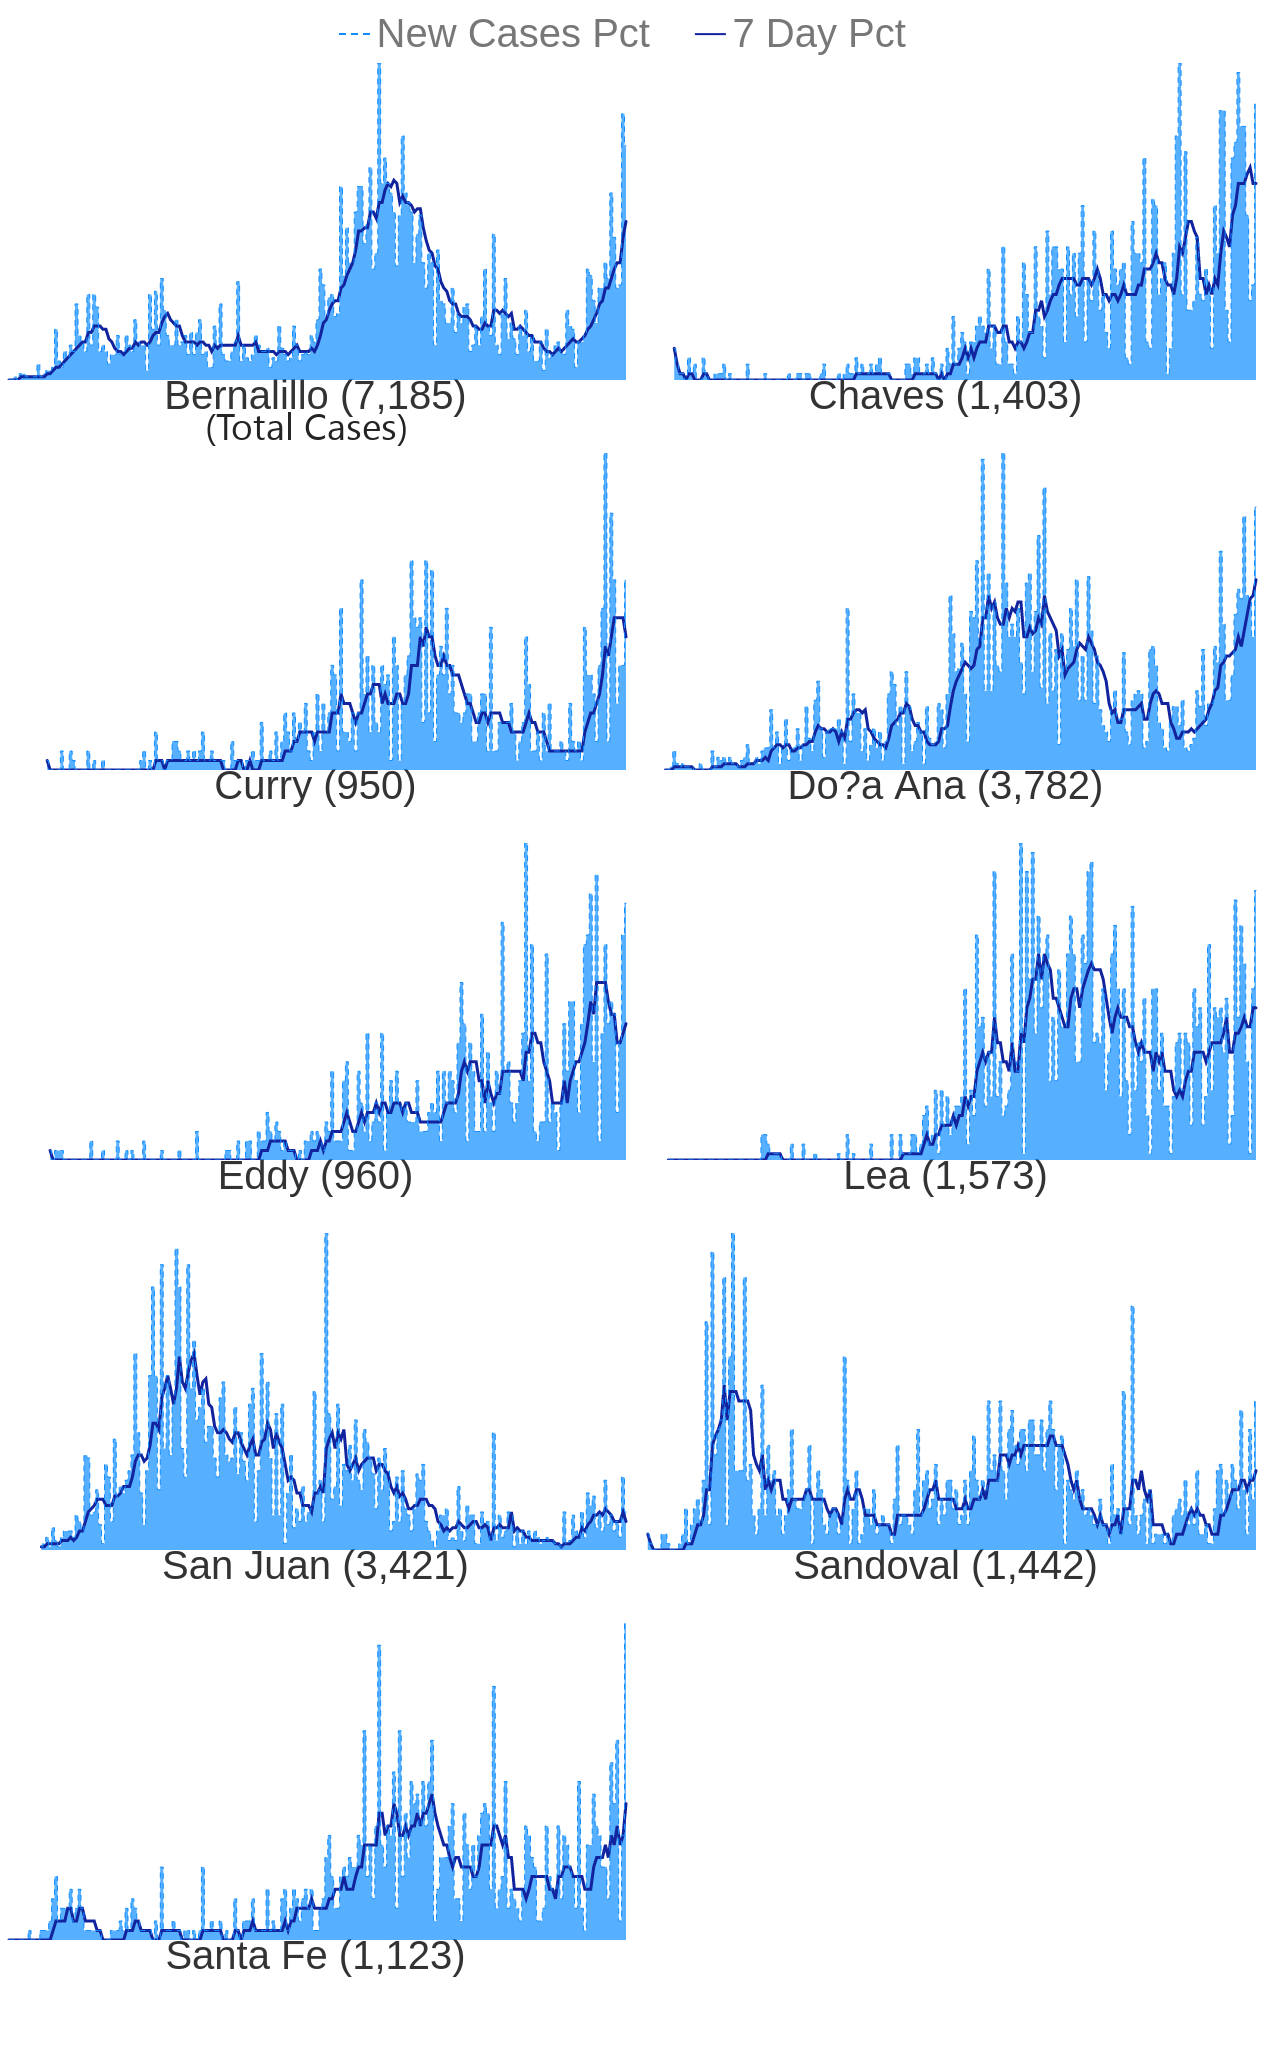 New Cases Pct 7 Day Pct
Bernalillo (7,185)
(Total Cases)
Chaves (1,403)
Curry (950)
Do?a Ana (3,782)
Eddy (960)
Lea (1,573)
San Juan (3,421)
Sandoval (1,442)
Santa Fe (1,123)